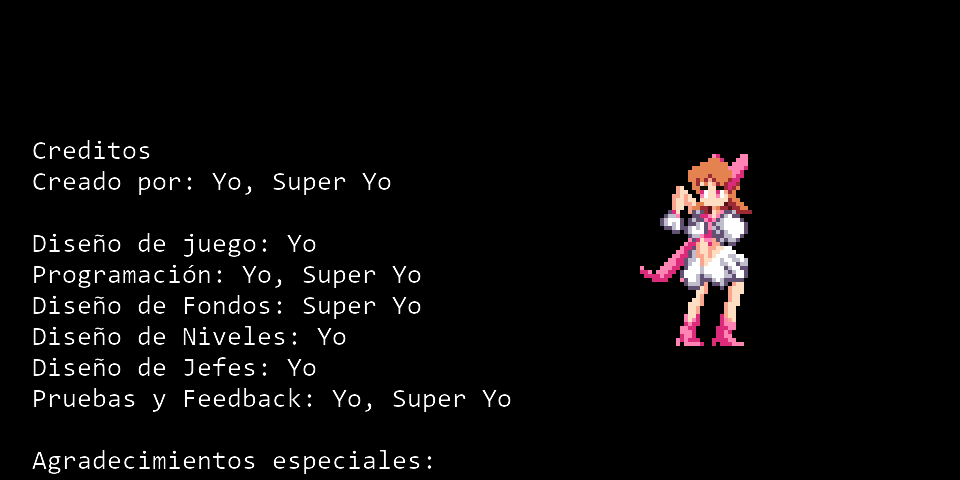 Creditos
Creado por: Yo, Super Yo
Diseño de juego: Yo
Programación: Yo, Super Yo
Diseño de Fondos: Super Yo
Diseño de Niveles: Yo
Diseño de Jefes: Yo
Pruebas y Feedback: Yo, Super Yo
Agradecimientos especiales: